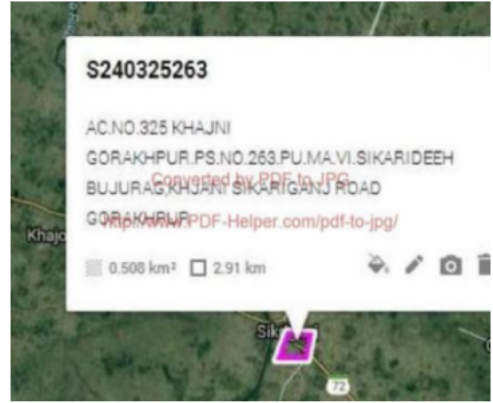 S240325263
AC.NO.325 KHAJNI
GORAKHPUR.PS.NO.263.PU.MA.VI.SIKARIDEEH
Converted by PDF to JPG
BUJURAG,KHJANI SIKARIGANJ ROAD
GORAKHPUR
http://www.PDF-Helper.com/pdf-to-jpg/
Khajo
0.508 km² 2.91 km
Sik
72